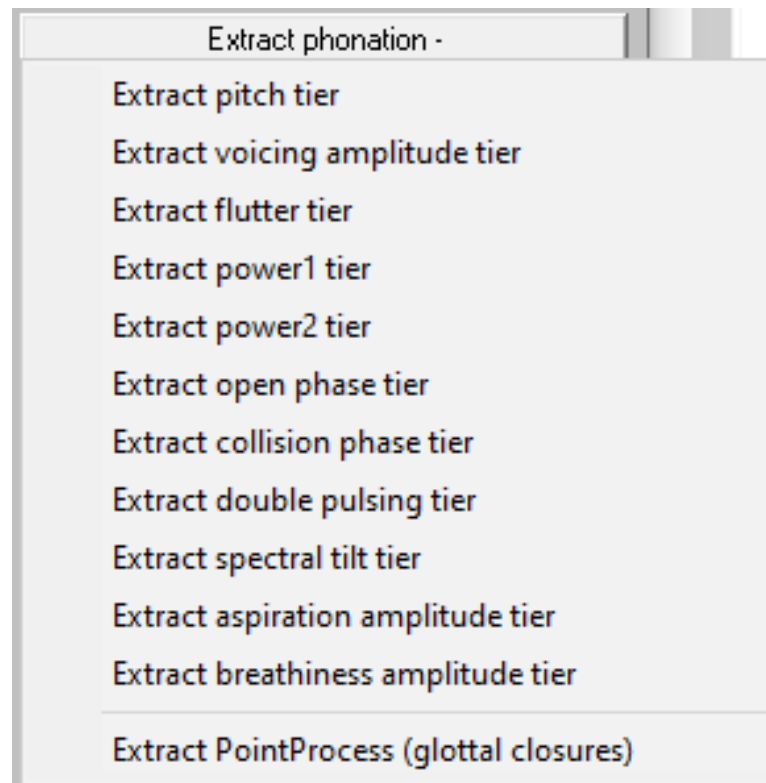 Extract phonation -
Extract pitch tier
Extract voicing amplitude tier
Extract flutter tier
Extract power1 tier
Extract power2 tier
Extract open phase tier
Extract collision phase tier
Extract double pulsing tier
Extract spectral tilt tier
Extract aspiration amplitude tier
Extract breathiness amplitude tier
Extract PointProcess (glottal closures)